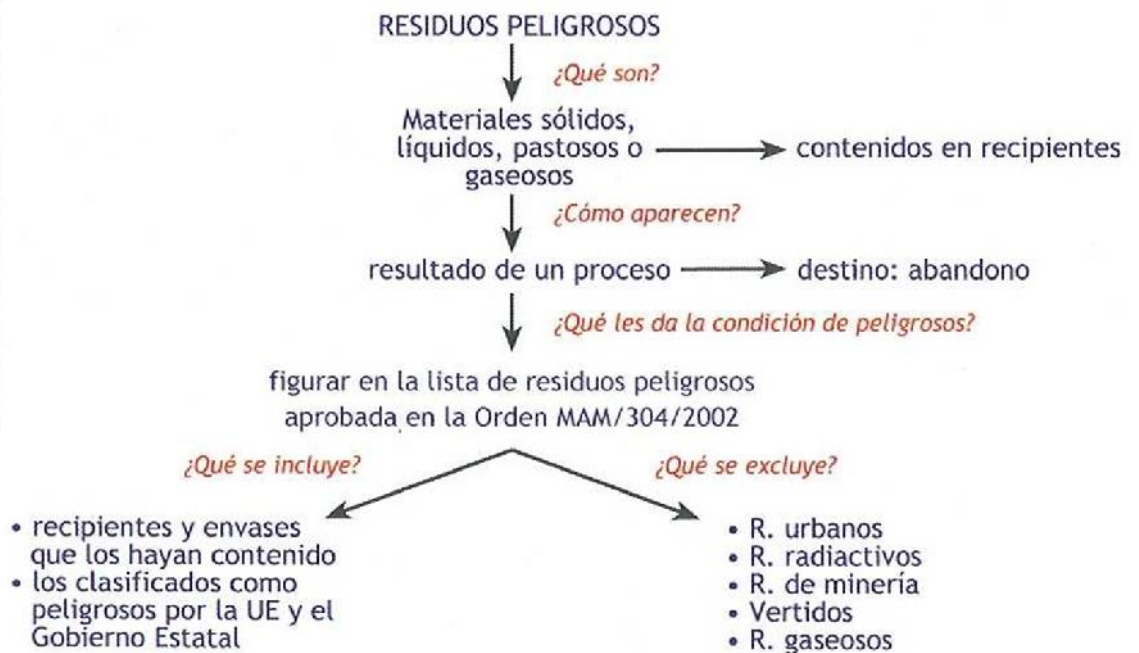 RESIDUOS PELIGROSOS
¿Qué son?
Materiales sólidos,
líquidos, pastosos o
gaseosos
contenidos en recipientes
¿Cómo aparecen?
resultado de un proceso
destino: abandono
¿Qué les da la condición de peligrosos?
figurar en la lista de residuos peligrosos
aprobada en la Orden MAM/304/2002
¿Qué se incluye?
• recipientes y envases
que los hayan contenido
• los clasificados como
peligrosos por la UE y el
Gobierno Estatal
¿Qué se excluye?
• R. urbanos
• R. radiactivos
• R. de minería
• Vertidos
• R. gaseosos